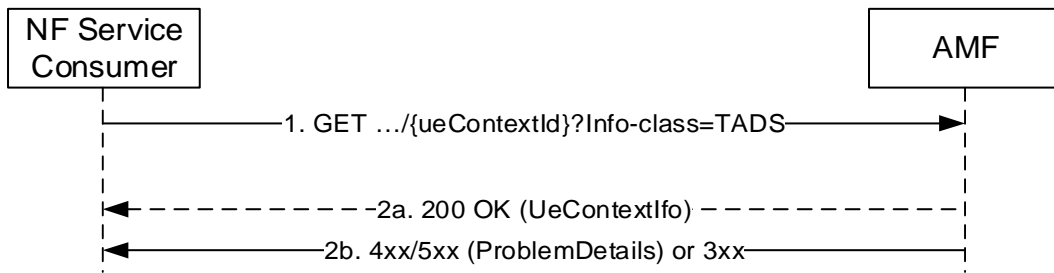 NF Service
Consumer
AMF
1. GET …/{ueContextId}?Info-class=TADS
2a. 200 OK (UeContextIfo)
2b. 4xx/5xx (ProblemDetails) or 3xx